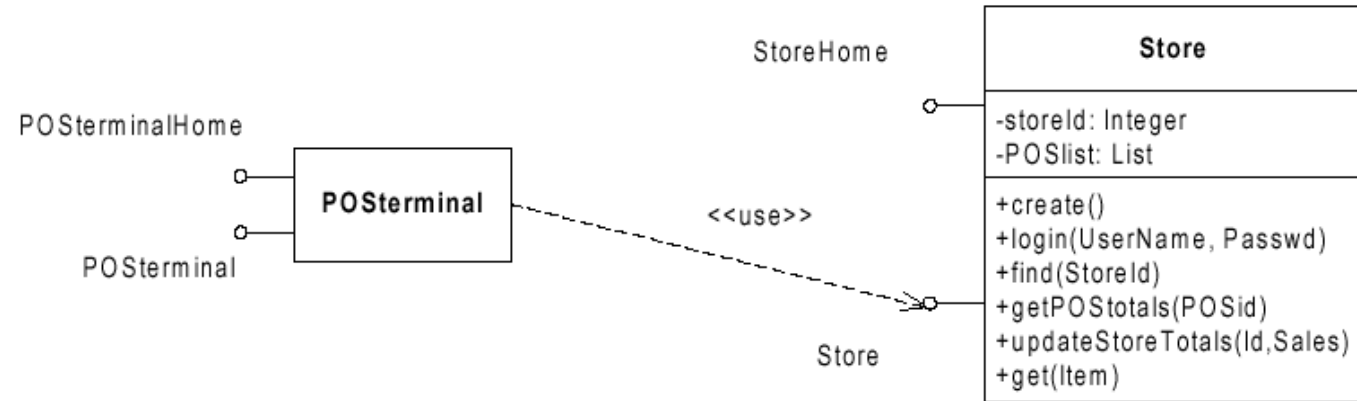 StoreHome
Store
-storeId: Integer
-POSlist: List
+create()
+login(UserName, Passwd)
+find(StoreId)
+getPOStotals(POSid)
+updateStoreTotals(Id,Sales)
+get(Item)
POSterminalHome
POSterminal
POSterminal
<<use>>
Store